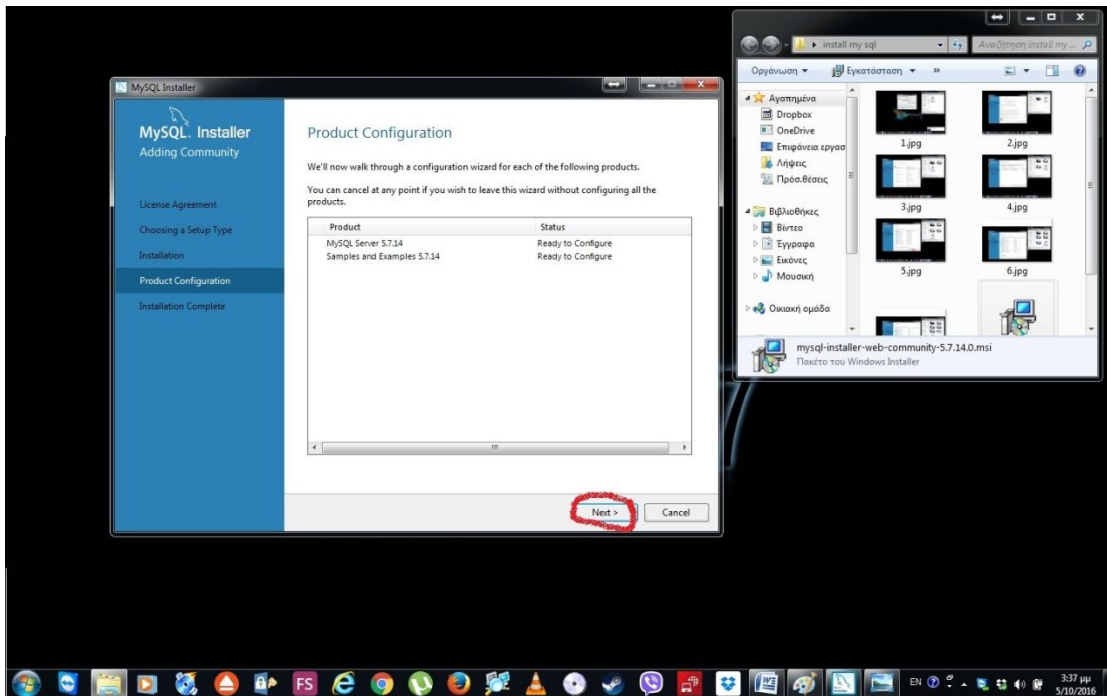 MySQL Installer
MySQL. Installer
Adding Community
License Agreement
Choosing a Setup Type
Installation
Product Configuration
Installation Complete
Product Configuration
We'll now walk through a configuration wizard for each of the following products.
You can cancel at any point if you wish to leave this wizard without configuring all the
products.
Product Status
MySQL Server 5.7.14 Ready to Configure
Samples and Examples 5.7.14 Ready to Configure
Next > Cancel
install my sql
Αναζήτηση install my ...
Οργάνωση Εγκατάσταση »
Αγαπημένα
Dropbox
OneDrive
Επιφάνεια εργασ
Λήψεις
Πρόσ.θέσεις
Βιβλιοθήκες
Βίντεο
Έγγραφα
Εικόνες
Μουσική
Οικιακή ομάδα
1.jpg 2.jpg
3.jpg 4.jpg
5.jpg 6.jpg
mysql-installer-web-community-5.7.14.0.msi
Πακέτο του Windows Installer
FS
EN
3:37 μμ
5/10/2016